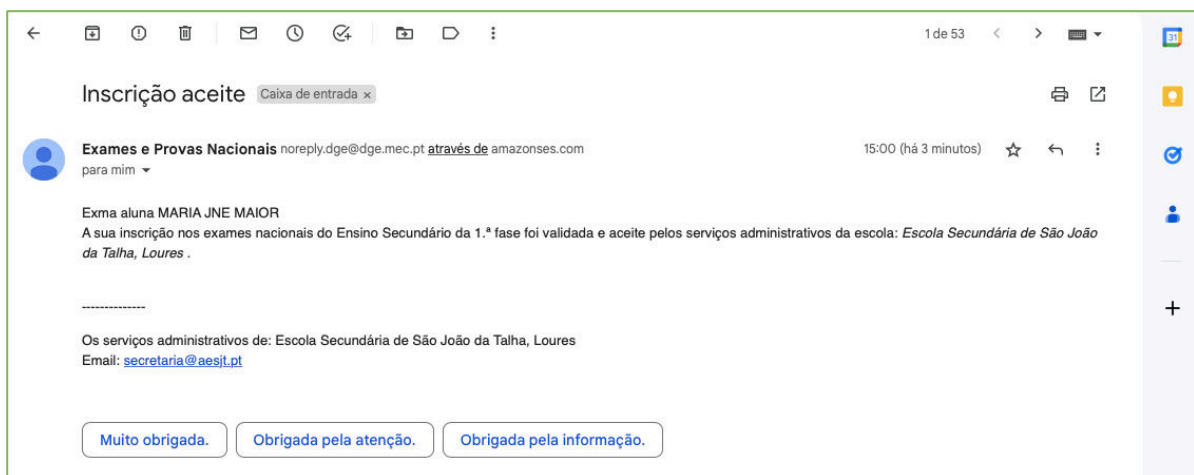 1 de 53
31
Inscrição aceite Caixa de entrada ×
Exames e Provas Nacionais noreply.dge@dge.mec.pt através de amazonses.com 15:00 (há 3 minutos)
para mim
Exma aluna MARIA JNE MAIOR
A sua inscrição nos exames nacionais do Ensino Secundário da 1.ª fase foi validada e aceite pelos serviços administrativos da escola: Escola Secundária de São João
da Talha, Loures .
--------------
Os serviços administrativos de: Escola Secundária de São João da Talha, Loures
Email: secretaria@aesjt.pt
Muito obrigada. Obrigada pela atenção. Obrigada pela informação.